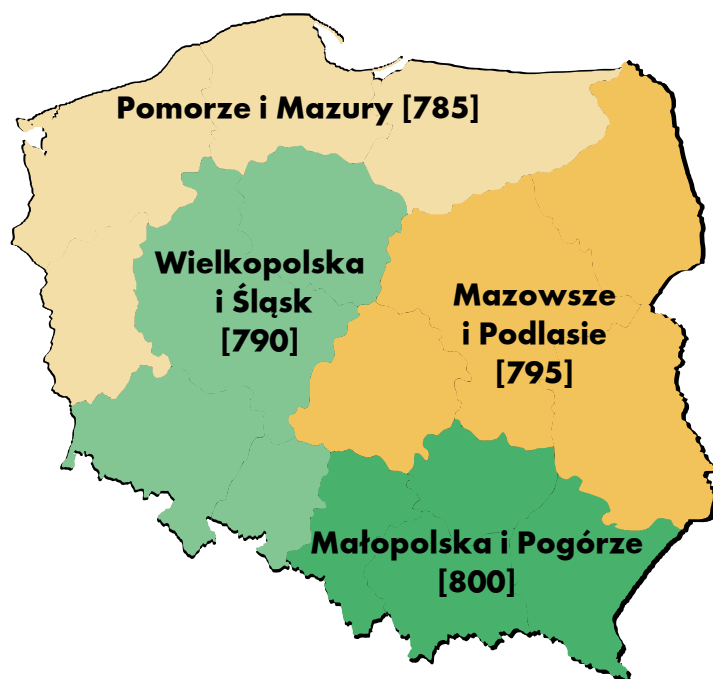 Pomorze i Mazury [785]
Wielkopolska
i Śląsk
[790]
Mazowsze
i Podlasie
[795]
Małopolska i Pogórze
[800]